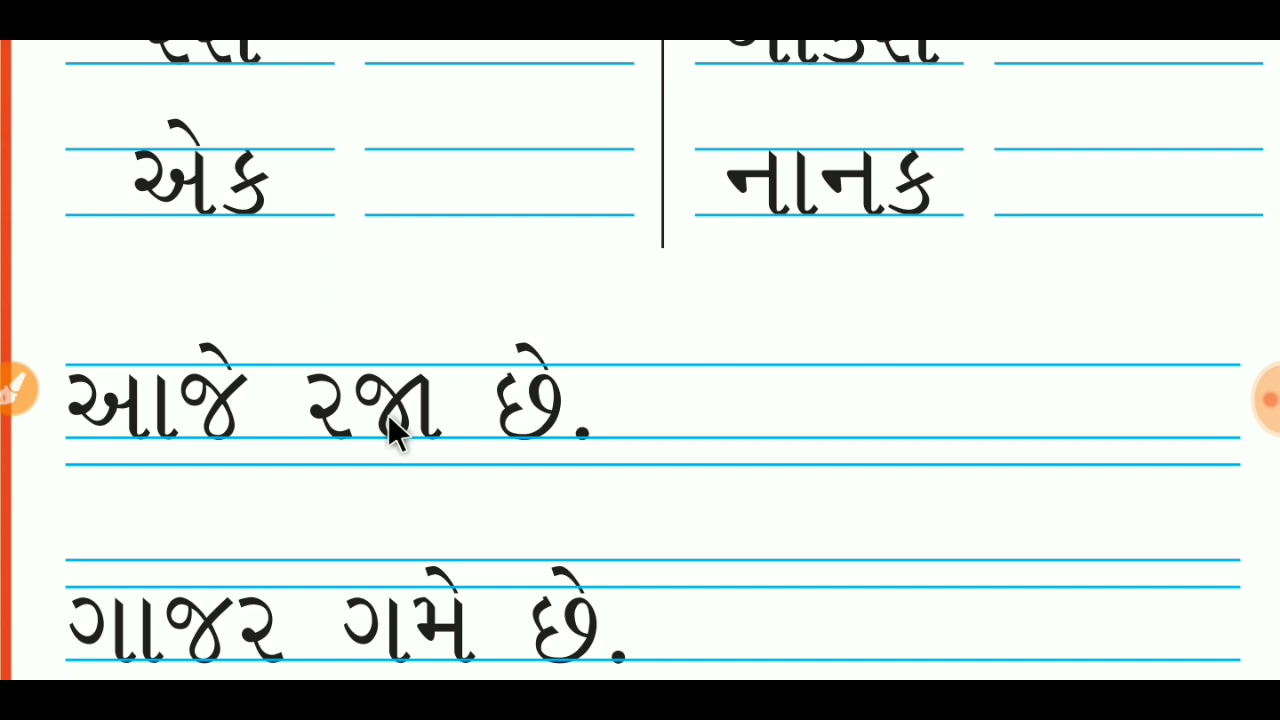 એક નાનક
આજે રજા છે.
ગાજર ગમે છે.